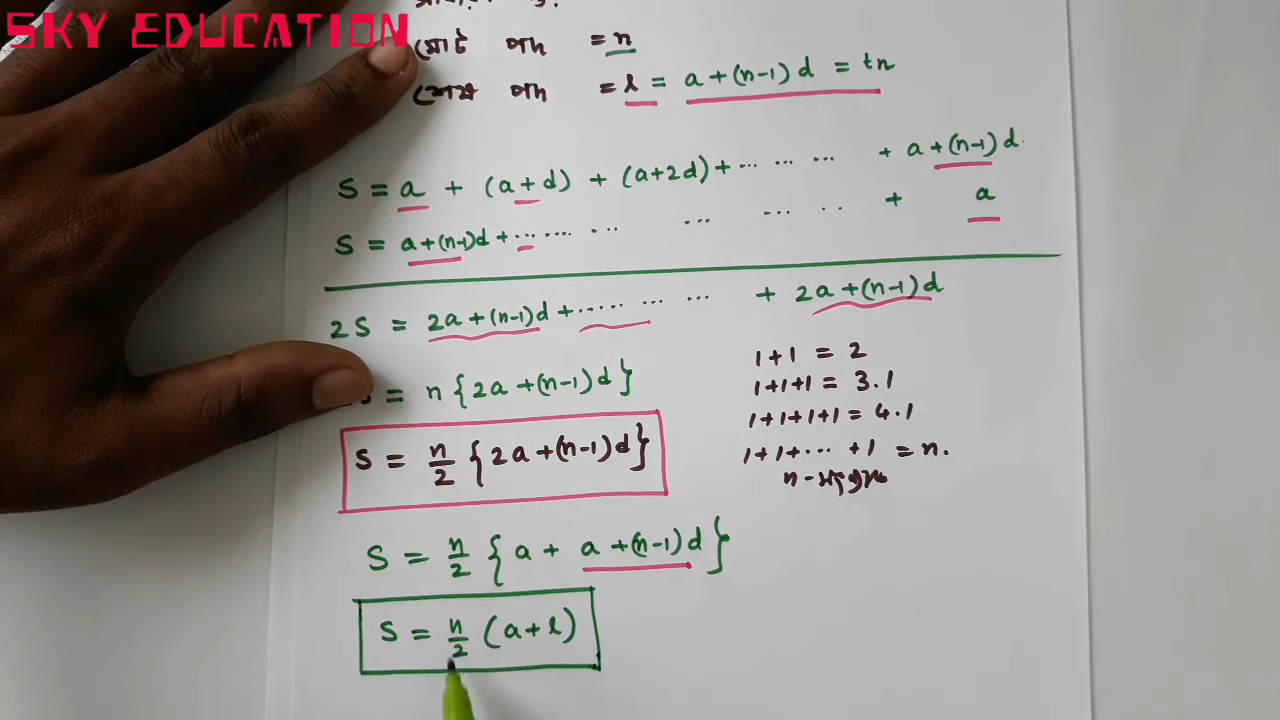 SKY EDUCATION
মোট পদ = n
শেষ পদ = l = a + (n-1) d = tn
S = a + (a+d) + (a+2d) + ... ... ... + a + (n-1) d.
S = a + (n-1)d + ... ... ... ... ... .. + a
2S = 2a + (n-1)d + ..... ... ... + 2a + (n-1) d
= n {2a + (n-1) d}
S = n/2 {2a + (n-1) d}
1+1 = 2
1+1+1 = 3.1
1+1+1+1 = 4.1
1+1+... +1 = n.
n-সংখ্যক
S = n/2 {a + a + (n-1) d}
S = n/2 (a + l)